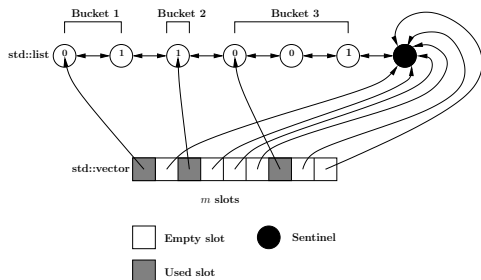 Bucket 1 Bucket 2 Bucket 3
std::list 0 1 1 0 0 1
std::vector
m slots
Empty slot Sentinel
Used slot